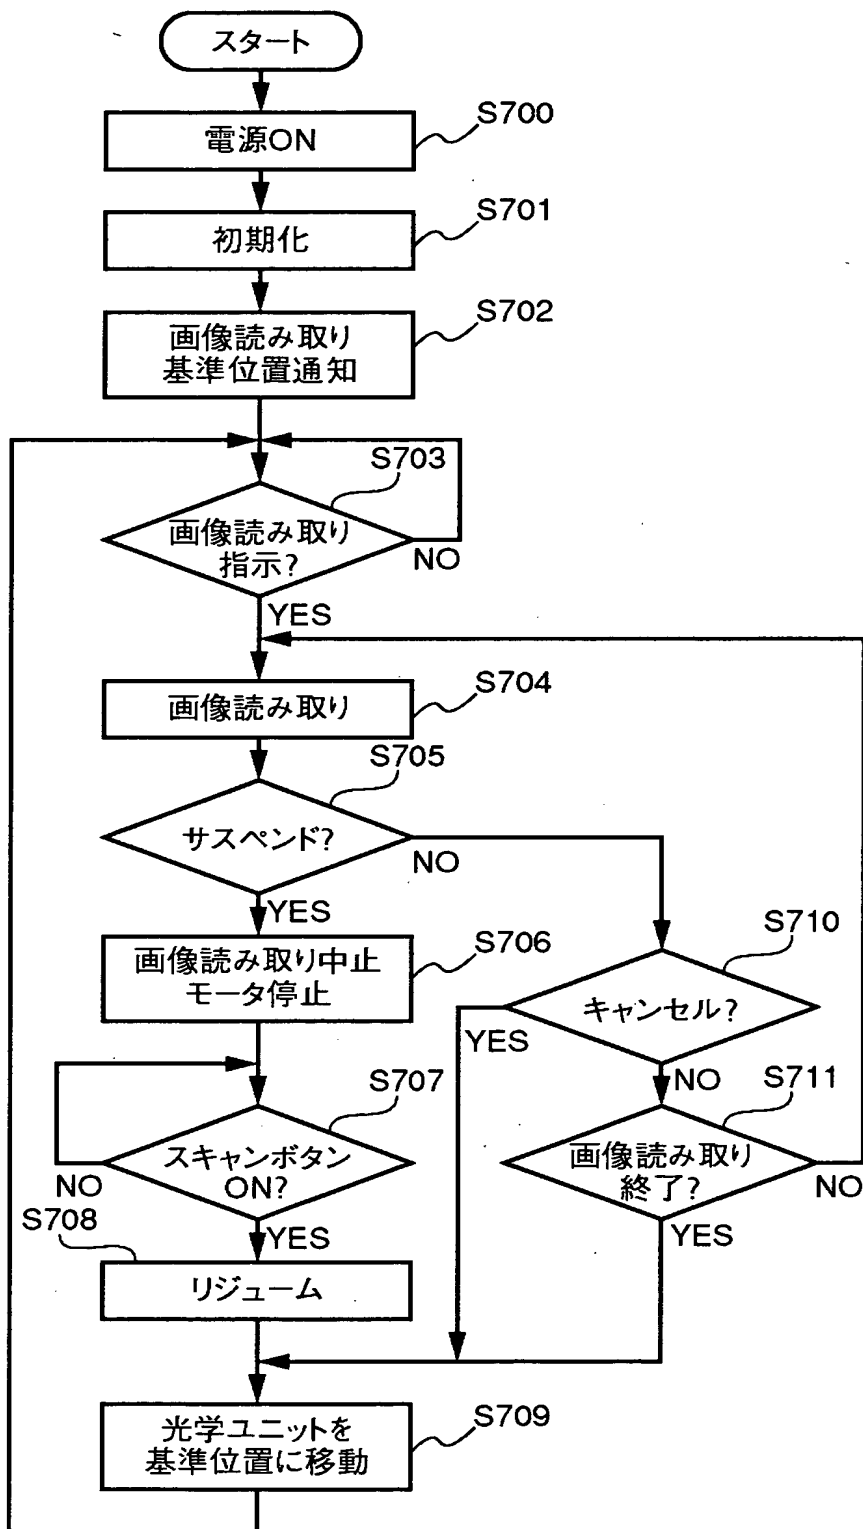 スタート
S700
電源ON
S701
初期化
S702
画像読み取り
基準位置通知
S703
画像読み取り
指示?
NO
YES
S704
画像読み取り
S705
サスペンド?
NO
YES
S706
画像読み取り中止
モータ停止
S710
キャンセル?
YES
NO
S707
スキャンボタン
ON?
NO
YES
S711
画像読み取り
終了?
NO
YES
S708
リジューム
S709
光学ユニットを
基準位置に移動